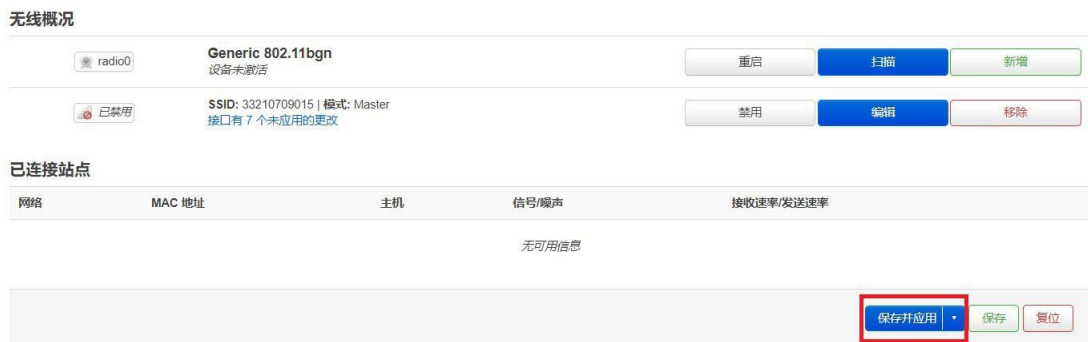 无线概况
radio0
Generic 802.11bgn
设备未激活
重启
扫描
新增
已禁用
SSID: 33210709015 | 模式: Master
接口有 7 个未应用的更改
禁用
编辑
移除
已连接站点
网络 MAC 地址 主机 信号/噪声 接收速率/发送速率
无可用信息
保存并应用
保存
复位